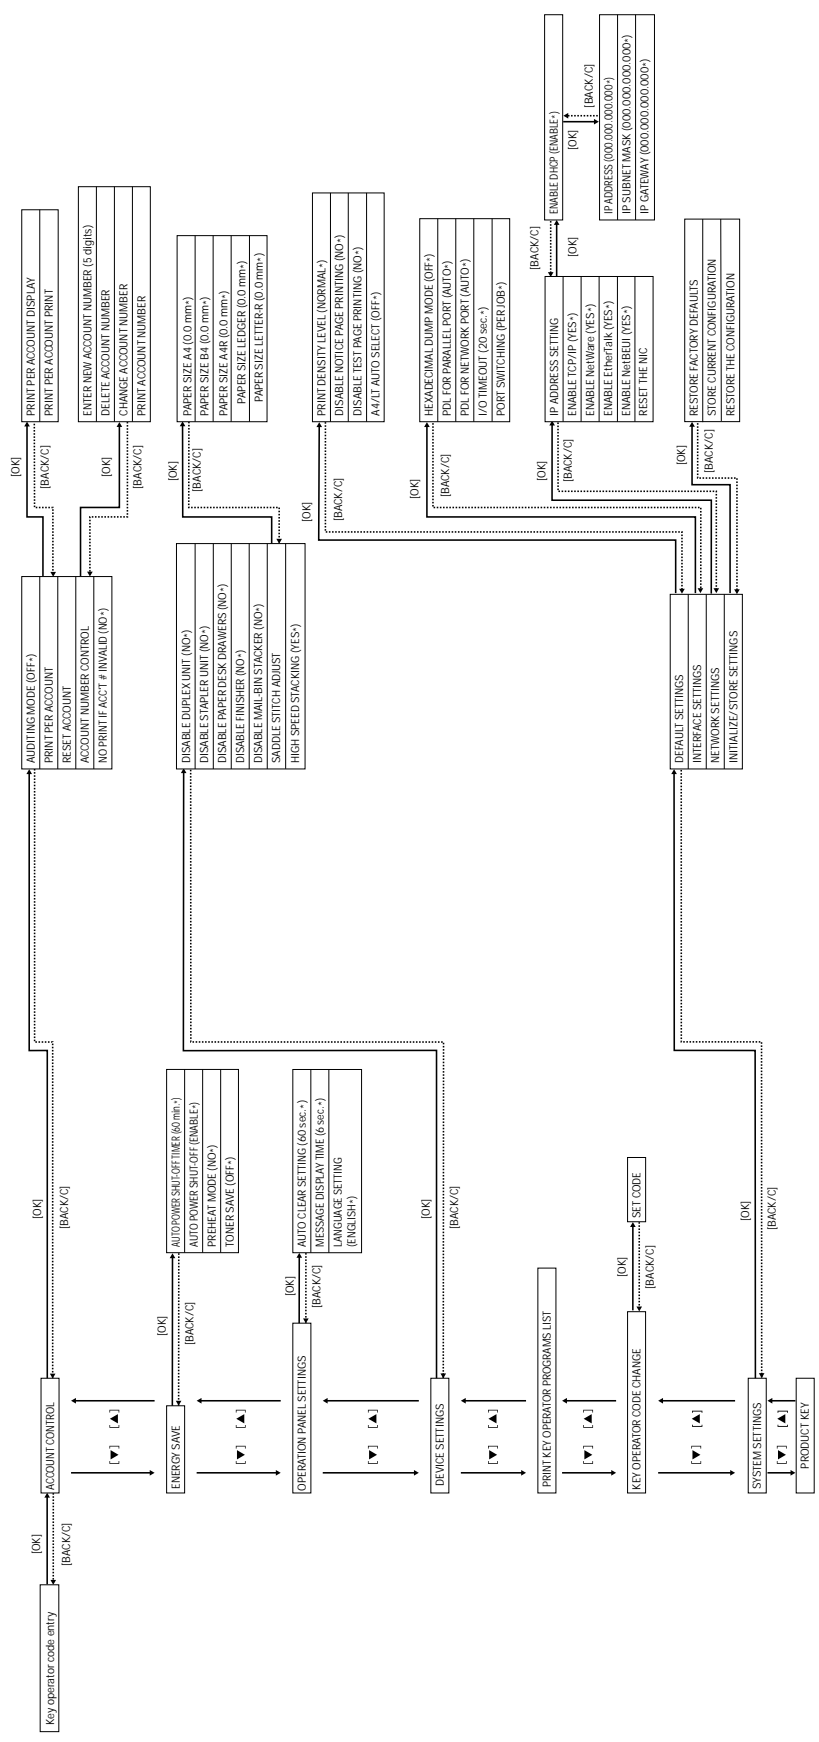 Key operator code entry
[OK]
[BACK/C]
ACCOUNT CONTROL
[OK]
[BACK/C]
AUDITING MODE (OFF*)
PRINT PER ACCOUNT
RESET ACCOUNT
ACCOUNT NUMBER CONTROL
NO PRINT IF ACC'T # INVALID (NO*)
[OK]
[BACK/C]
PRINT PER ACCOUNT DISPLAY
PRINT PER ACCOUNT PRINT
[OK]
[BACK/C]
ENTER NEW ACCOUNT NUMBER (5 digits)
DELETE ACCOUNT NUMBER
CHANGE ACCOUNT NUMBER
PRINT ACCOUNT NUMBER
[▼] [▲]
ENERGY SAVE
[OK]
[BACK/C]
AUTO POWER SHUT-OFF TIMER (60 min.*)
AUTO POWER SHUT-OFF (ENABLE*)
PREHEAT MODE (NO*)
TONER SAVE (OFF*)
[▼] [▲]
OPERATION PANEL SETTINGS
[OK]
[BACK/C]
AUTO CLEAR SETTING (60 sec.*)
MESSAGE DISPLAY TIME (6 sec.*)
LANGUAGE SETTING
(ENGLISH*)
[▼] [▲]
DEVICE SETTINGS
[OK]
[BACK/C]
DISABLE DUPLEX UNIT (NO*)
DISABLE STAPLER UNIT (NO*)
DISABLE PAPER DESK DRAWERS (NO*)
DISABLE FINISHER (NO*)
DISABLE MAIL-BIN STACKER (NO*)
SADDLE STITCH ADJUST
HIGH SPEED STACKING (YES*)
[OK]
[BACK/C]
PAPER SIZE A4 (0.0 mm*)
PAPER SIZE B4 (0.0 mm*)
PAPER SIZE A4R (0.0 mm*)
PAPER SIZE LEDGER (0.0 mm*)
PAPER SIZE LETTER-R (0.0 mm*)
[▼] [▲]
PRINT KEY OPERATOR PROGRAMS LIST
[▼] [▲]
KEY OPERATOR CODE CHANGE
[OK]
[BACK/C]
SET CODE
[▼] [▲]
SYSTEM SETTINGS
[OK]
[BACK/C]
DEFAULT SETTINGS
INTERFACE SETTINGS
NETWORK SETTINGS
INITIALIZE/STORE SETTINGS
[OK]
[BACK/C]
PRINT DENSITY LEVEL (NORMAL*)
DISABLE NOTICE PAGE PRINTING (NO*)
DISABLE TEST PAGE PRINTING (NO*)
A4/LT AUTO SELECT (OFF*)
[OK]
[BACK/C]
HEXADECIMAL DUMP MODE (OFF*)
PDL FOR PARALLEL PORT (AUTO*)
PDL FOR NETWORK PORT (AUTO*)
I/O TIMEOUT (20 sec.*)
PORT SWITCHING (PER JOB*)
[OK]
[BACK/C]
IP ADDRESS SETTING
ENABLE TCP/IP (YES*)
ENABLE NetWare (YES*)
ENABLE EtherTalk (YES*)
ENABLE NetBEUI (YES*)
RESET THE NIC
[BACK/C]
[OK]
ENABLE DHCP (ENABLE*)
[OK]
[BACK/C]
IP ADDRESS (000.000.000.000*)
IP SUBNET MASK (000.000.000.000*)
IP GATEWAY (000.000.000.000*)
[OK]
[BACK/C]
RESTORE FACTORY DEFAULTS
STORE CURRENT CONFIGURATION
RESTORE THE CONFIGURATION
[▼] [▲]
PRODUCT KEY